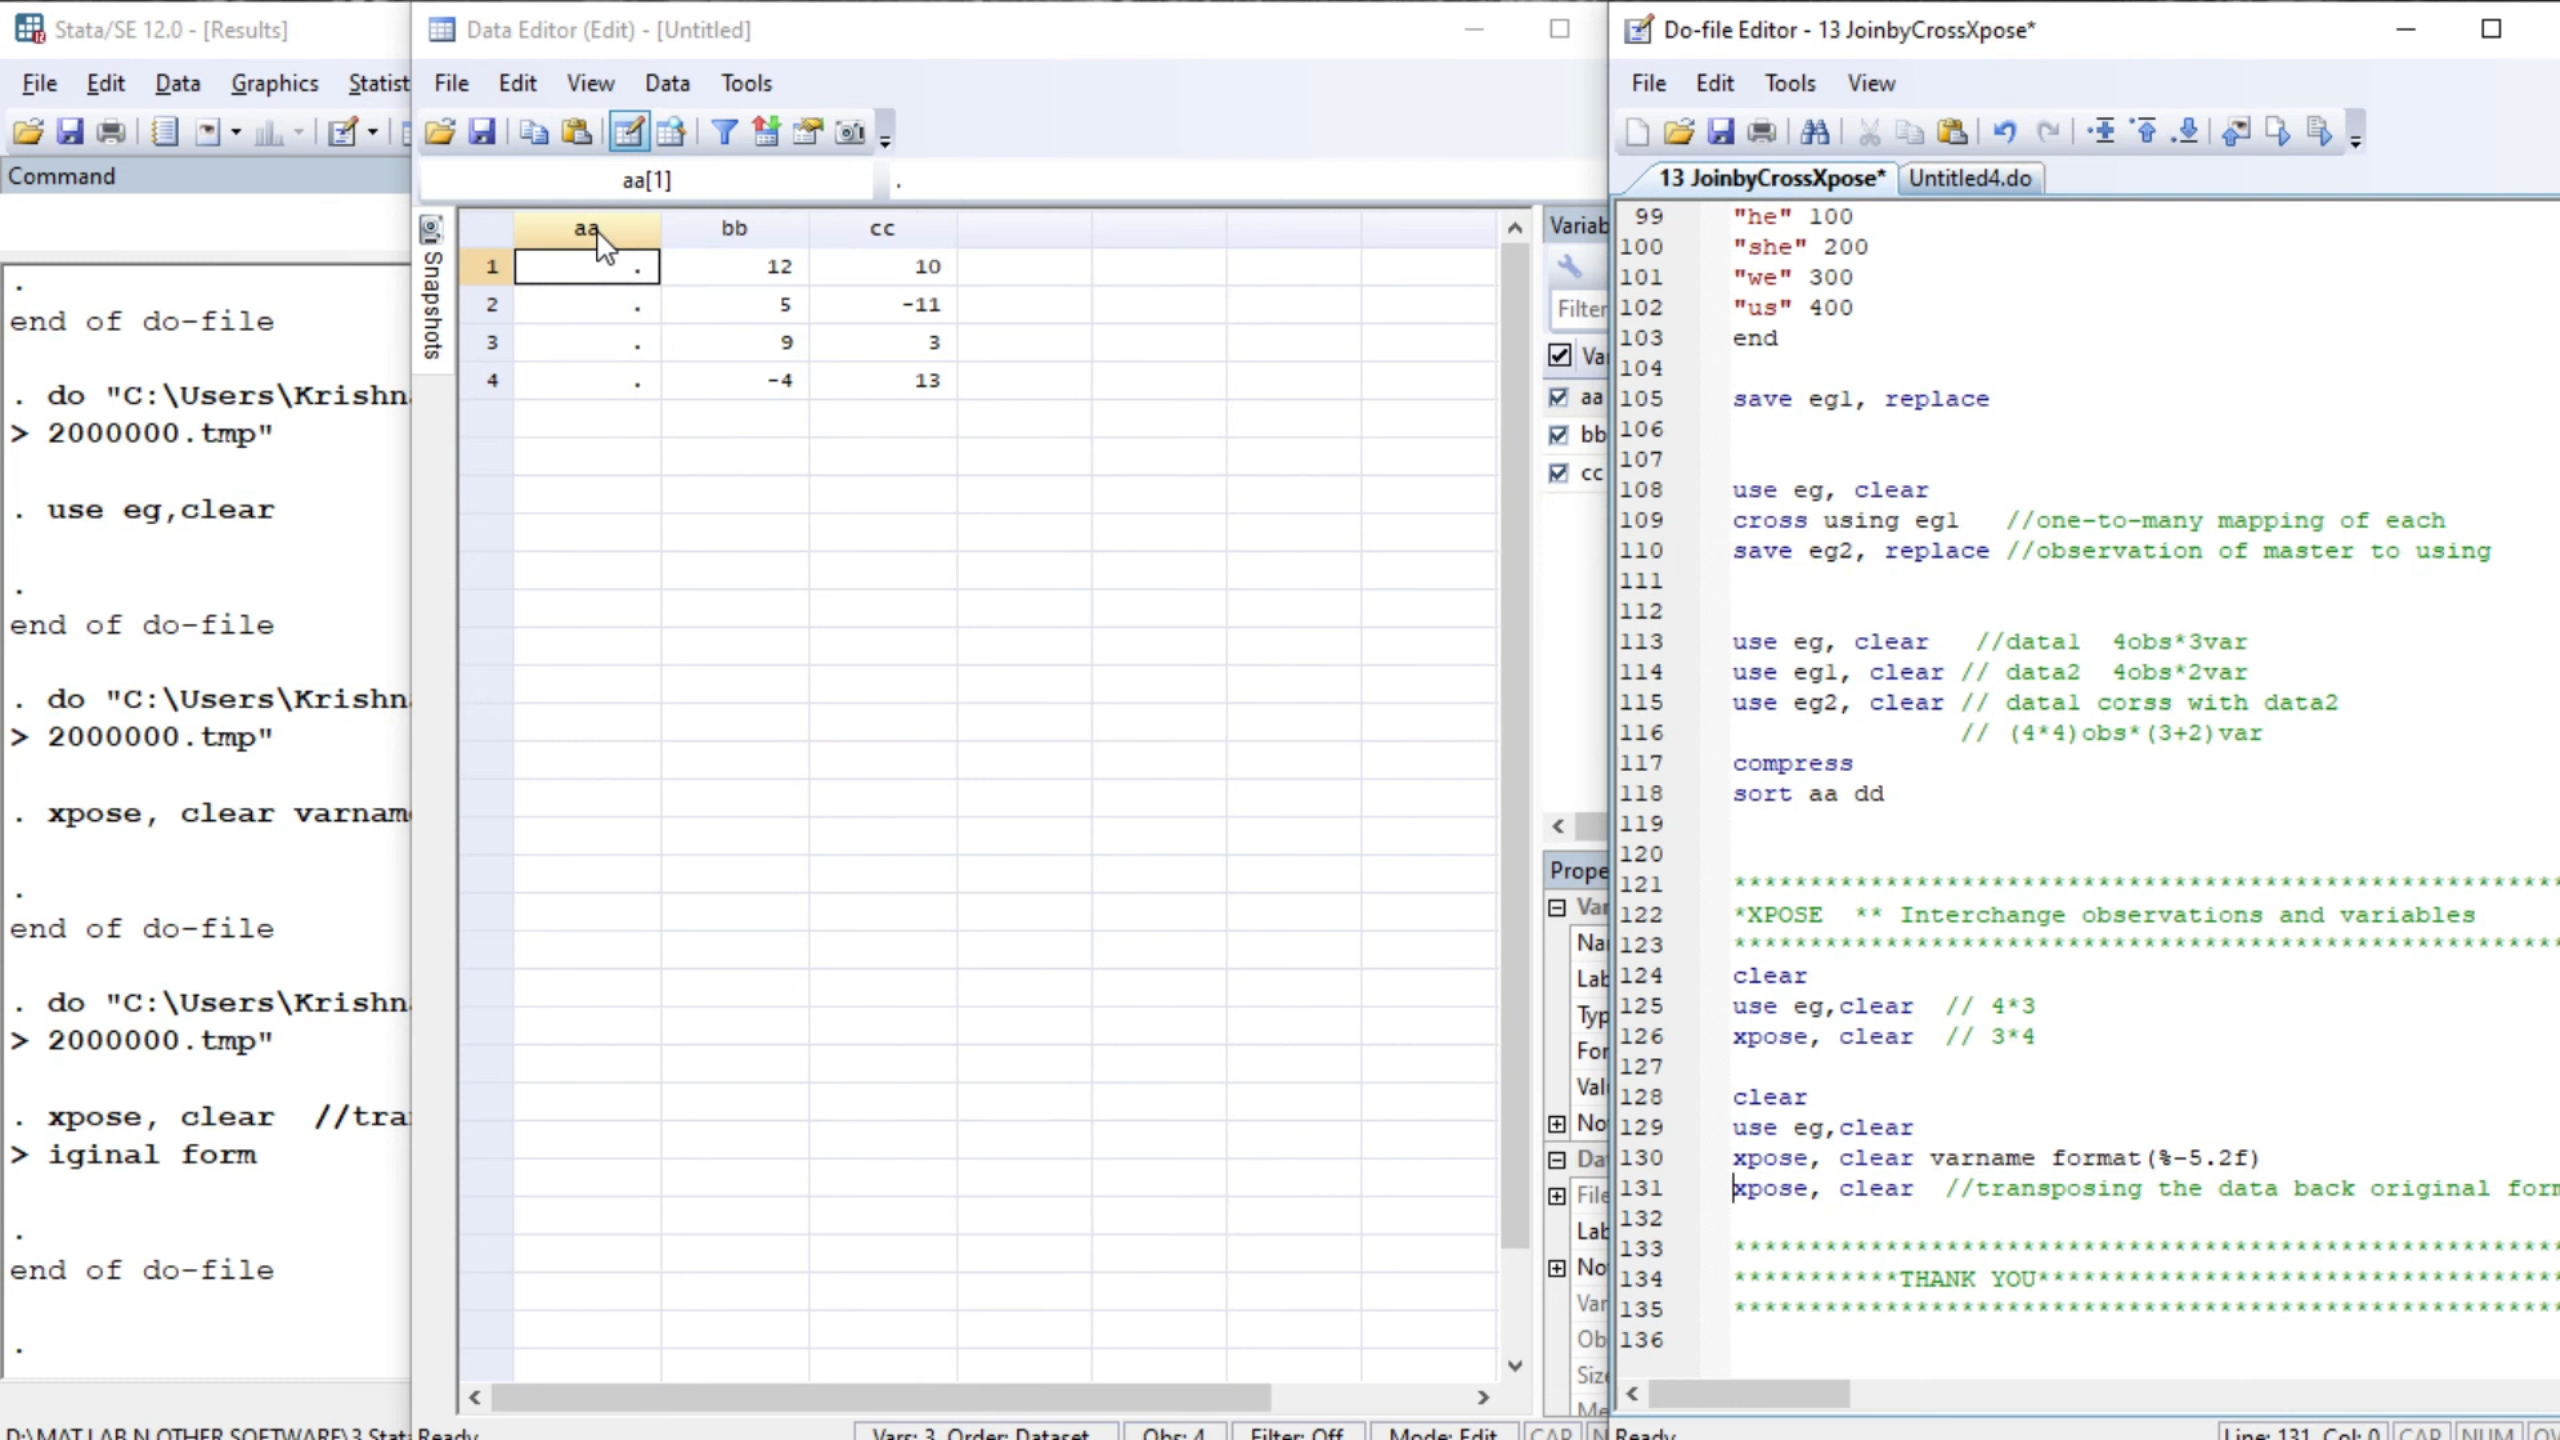 Stata/SE 12.0 - [Results]
File Edit Data Graphics Statist
Command
.
end of do-file
. do "C:\Users\Krishn
> 2000000.tmp"
. use eg,clear
.
end of do-file
. do "C:\Users\Krishn
> 2000000.tmp"
. xpose, clear varname
.
end of do-file
. do "C:\Users\Krishn
> 2000000.tmp"
. xpose, clear //tra
> iginal form
.
end of do-file
.
D:\MAT LAB N OTHER SOFTWARE\3 Stat
Data Editor (Edit) - [Untitled]
File Edit View Data Tools
aa[1] .
Snapshots
aa bb cc
1 . 12 10
2 . 5 -11
3 . 9 3
4 . -4 13
Variab
Filter
Va
aa
bb
cc
Prope
Var
Na
Lab
Typ
For
Val
No
Da
File
Lab
No
Var
Ob
Size
Me
Ready
Vars: 3 Order: Dataset
Obs: 4
Filter: Off
Mode: Edit
CAP
N
Do-file Editor - 13 JoinbyCrossXpose*
File Edit Tools View
13 JoinbyCrossXpose* Untitled4.do
99 "he" 100
100 "she" 200
101 "we" 300
102 "us" 400
103 end
104
105 save eg1, replace
106
107
108 use eg, clear
109 cross using eg1 //one-to-many mapping of each
110 save eg2, replace //observation of master to using
111
112
113 use eg, clear //data1 4obs*3var
114 use eg1, clear // data2 4obs*2var
115 use eg2, clear // data1 corss with data2
116 // (4*4)obs*(3+2)var
117 compress
118 sort aa dd
119
120
121 *******************************************************
122 *XPOSE ** Interchange observations and variables
123 *******************************************************
124 clear
125 use eg,clear // 4*3
126 xpose, clear // 3*4
127
128 clear
129 use eg,clear
130 xpose, clear varname format(%-5.2f)
131 xpose, clear //transposing the data back original form
132
133 *******************************************************
134 ***********THANK YOU***********************************
135 *******************************************************
136
Ready
Line: 131, Col: 0
CAP
NUM
OV